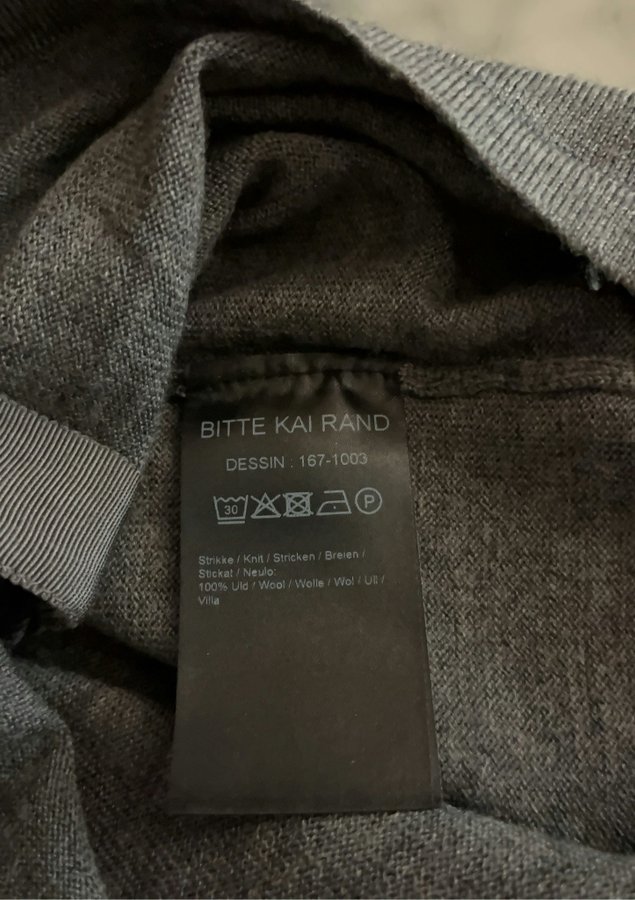 BITTE KAI RAND
DESSIN : 167-1003
30 P
Strikke / Knit / Stricken / Breien /
Stickat / Neulo:
100% Uld / Wool / Wolle / Wol / Ull /
Villa